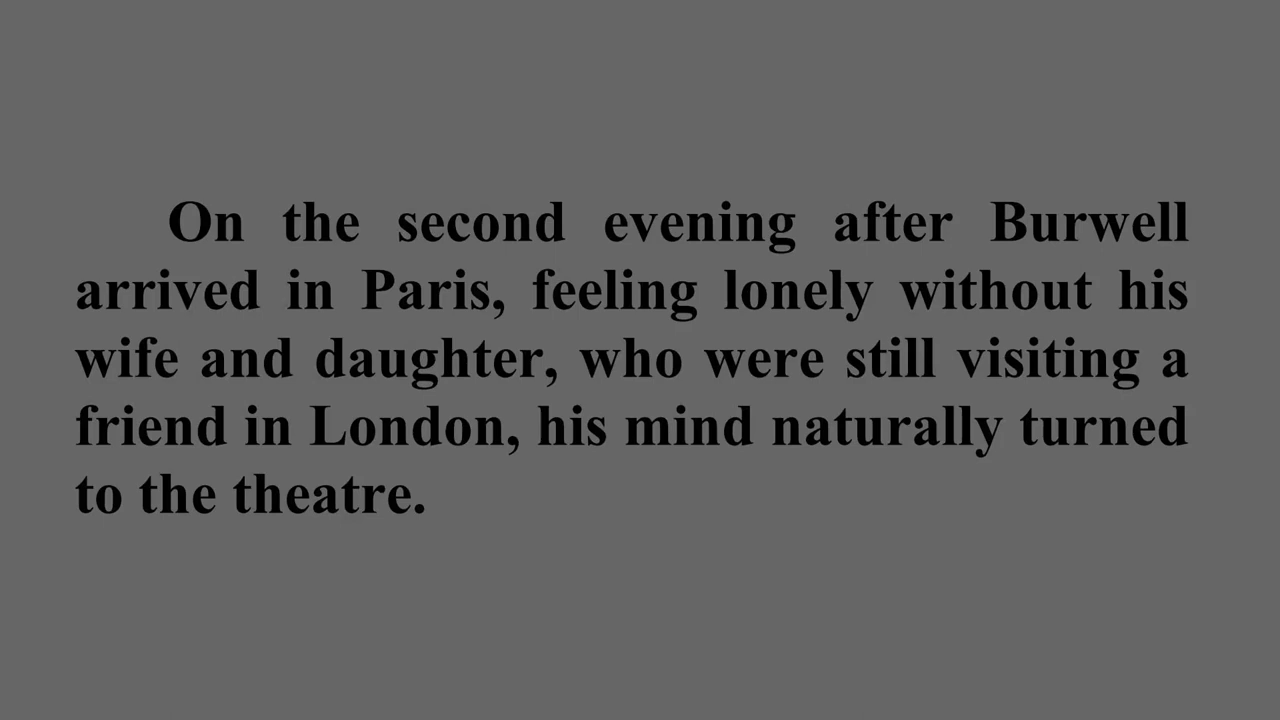 On the second evening after Burwell
arrived in Paris, feeling lonely without his
wife and daughter, who were still visiting a
friend in London, his mind naturally turned
to the theatre.